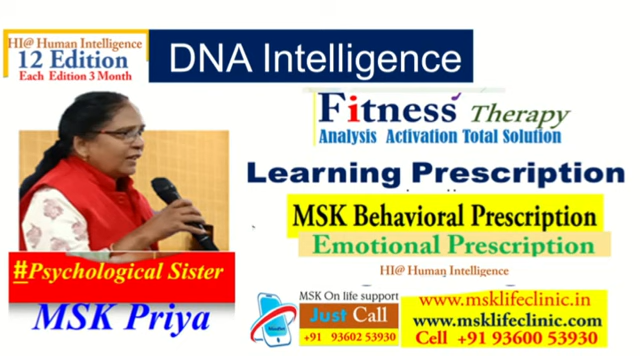 HI@ Human Intelligence
12 Edition
Each Edition 3 Month
DNA Intelligence
Fitness Therapy
Analysis Activation Total Solution
Learning Prescription
MSK Behavioral Prescription
Emotional Prescription
HI@ Human Intelligence
#Psychological Sister
MSK Priya
MSK On life support
Just Call
+91 93602 53930
www.msklifeclinic.in
www.msklifeclinic.com
Cell +91 93600 53930